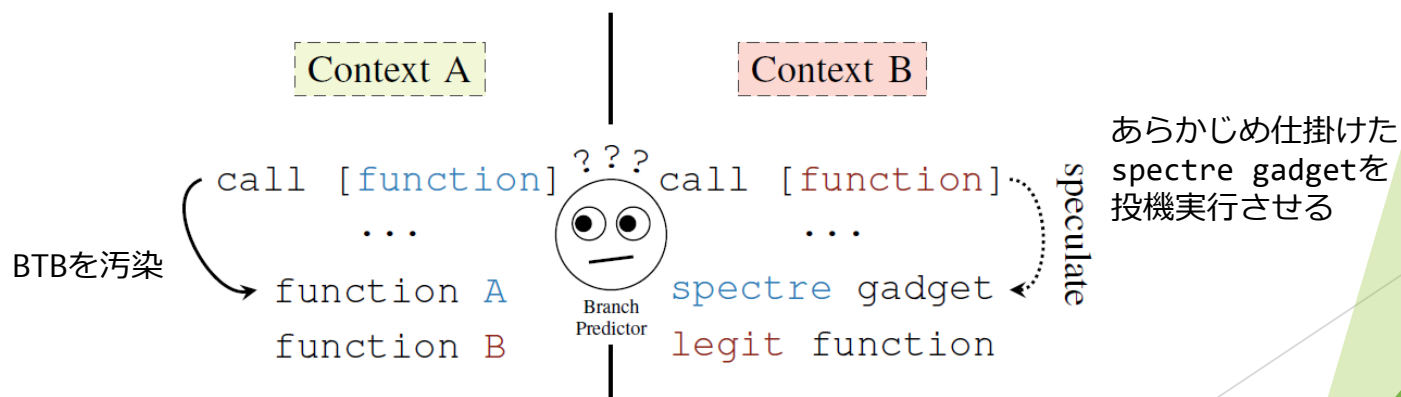 Context A
Context B
あらかじめ仕掛けた
spectre gadgetを
投機実行させる
???
call [function]
call [function]
speculate
...
...
BTBを汚染
function A
spectre gadget
Branch
Predictor
function B
legit function